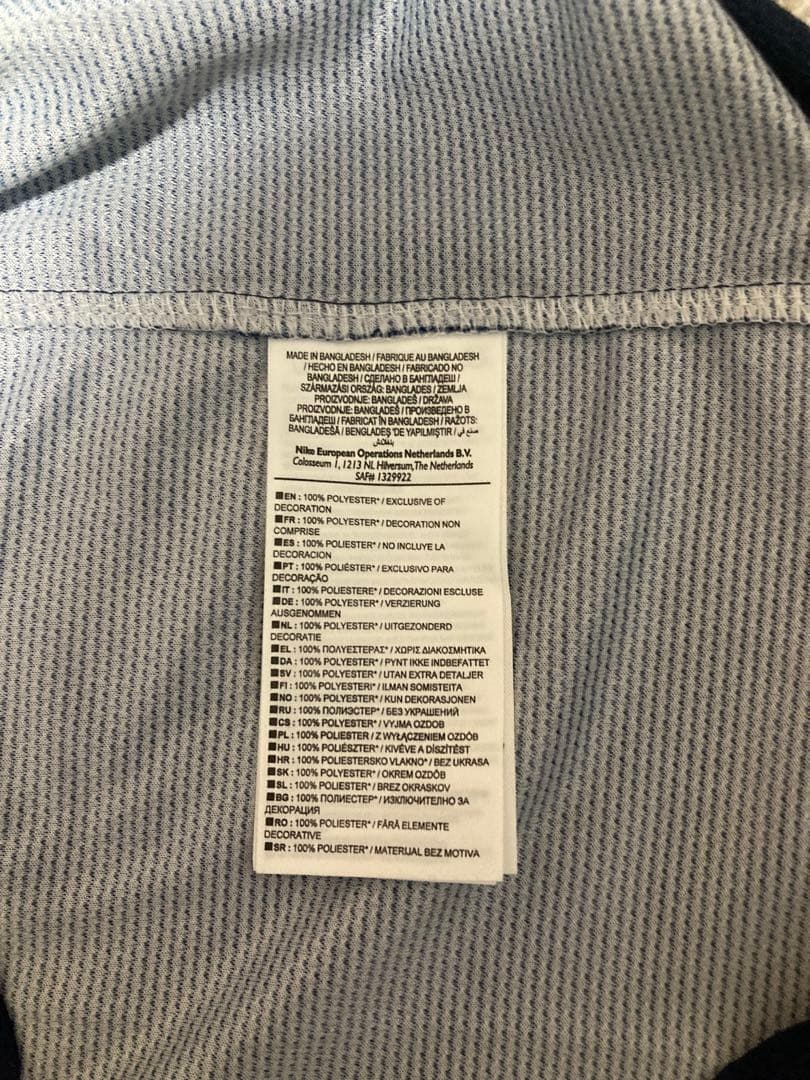 MADE IN BANGLADESH / FABRIQUE AU BANGLADESH
/ HECHO EN BANGLADESH / FABRICADO NO
BANGLADESH / СДЕЛАНО В БАНГЛАДЕШ /
SZÁRMAZÁSI ORSZÁG: BANGLADES / ZEMLJA
PROIZVODNJE: BANGLADEŠ / DRŽAVA
PROIZVODNJE: BANGLADEŠ / ПРОИЗВЕДЕНО В
БАНГЛАДЕШ / FABRICAT ÎN BANGLADESH / RAŽOTS:
BANGLADEŠĀ / BENGLADEŞ 'DE YAPILMIŞTIR / صنع في
بنغلادش
Nike European Operations Netherlands B.V.
Colosseum 1, 1213 NL Hilversum,The Netherlands
SAF# 1329922
■EN : 100% POLYESTER* / EXCLUSIVE OF
DECORATION
■FR : 100% POLYESTER* / DECORATION NON
COMPRISE
■ES : 100% POLIESTER* / NO INCLUYE LA
DECORACION
■PT : 100% POLIÉSTER* / EXCLUSIVO PARA
DECORAÇÃO
■IT : 100% POLIESTERE* / DECORAZIONI ESCLUSE
■DE : 100% POLYESTER* / VERZIERUNG
AUSGENOMMEN
■NL : 100% POLYESTER* / UITGEZONDERD
DECORATIE
■EL : 100% ΠΟΛΥΕΣΤΕΡΑΣ* / ΧΩΡΙΣ ΔΙΑΚΟΣΜΗΤΙΚΑ
■DA : 100% POLYESTER* / PYNT IKKE INDBEFATTET
■SV : 100% POLYESTER* / UTAN EXTRA DETALJER
■FI : 100% POLYESTERI* / ILMAN SOMISTEITA
■NO : 100% POLYESTER* / KUN DEKORASJONEN
■RU : 100% ПОЛИЭСТЕР* / БЕЗ УКРАШЕНИЙ
■CS : 100% POLYESTER* / VYJMA OZDOB
■PL : 100% POLIESTER / Z WYŁĄCZENIEM OZDÓB
■HU : 100% POLIÉSZTER* / KIVÉVE A DÍSZÍTÉST
■HR : 100% POLIESTERSKO VLAKNO* / BEZ UKRASA
■SK : 100% POLYESTER* / OKREM OZDÔB
■SL : 100% POLIESTER* / BREZ OKRASKOV
■BG : 100% ПОЛИЕСТЕР* / ИЗКЛЮЧИТЕЛНО ЗА
ДЕКОРАЦИЯ
■RO : 100% POLIESTER* / FĂRĂ ELEMENTE
DECORATIVE
■SR : 100% POLIESTER* / MATERIJAL BEZ MOTIVA